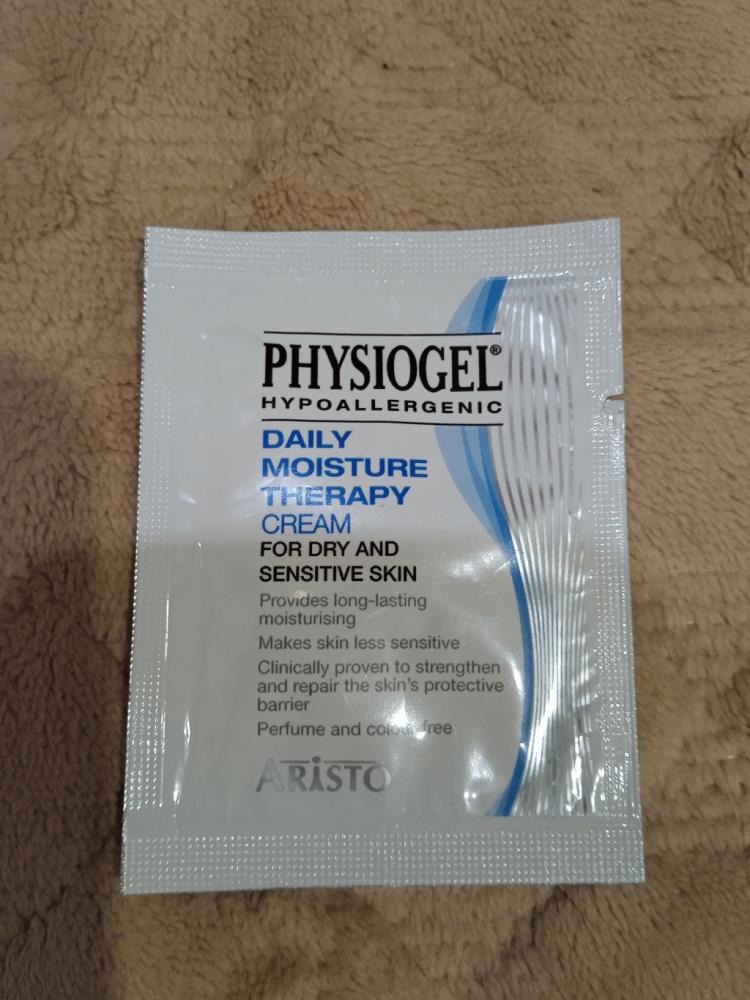 PHYSIOGEL®
HYPOALLERGENIC
DAILY
MOISTURE
THERAPY
CREAM
FOR DRY AND
SENSITIVE SKIN
Provides long-lasting
moisturising
Makes skin less sensitive
Clinically proven to strengthen
and repair the skin's protective
barrier
Perfume and colour free
ARISTO